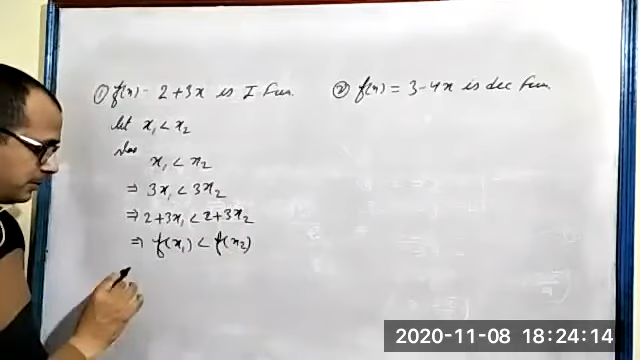 ① f(x) = 2+3x is I Fun.
let x₁ < x₂
x₁ < x₂
⇒ 3x₁ < 3x₂
⇒ 2+3x₁ < 2+3x₂
⇒ f(x₁) < f(x₂)
② f(x) = 3-4x is dec Fun.
2020-11-08 18:24:14